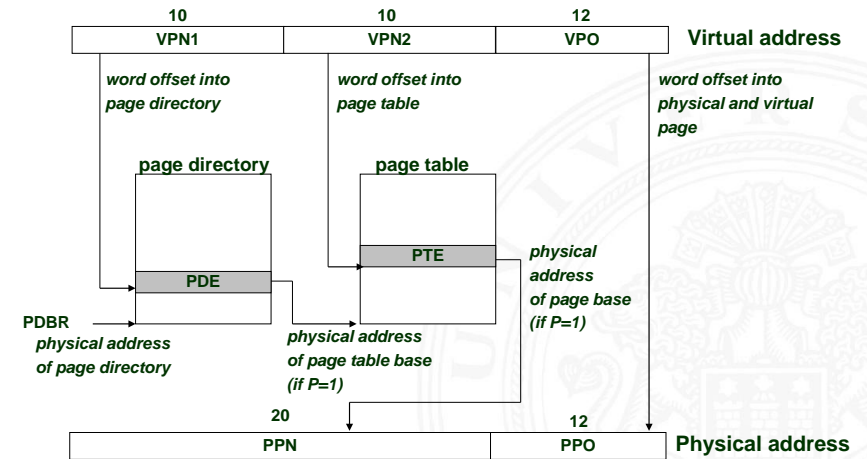 10 10 12
VPN1 VPN2 VPO Virtual address
word offset into
page directory
word offset into
page table
word offset into
physical and virtual
page
page directory
page table
PDE
PTE
physical
address
of page base
(if P=1)
PDBR
physical address
of page directory
physical address
of page table base
(if P=1)
20 12
PPN PPO Physical address
UNIVERS